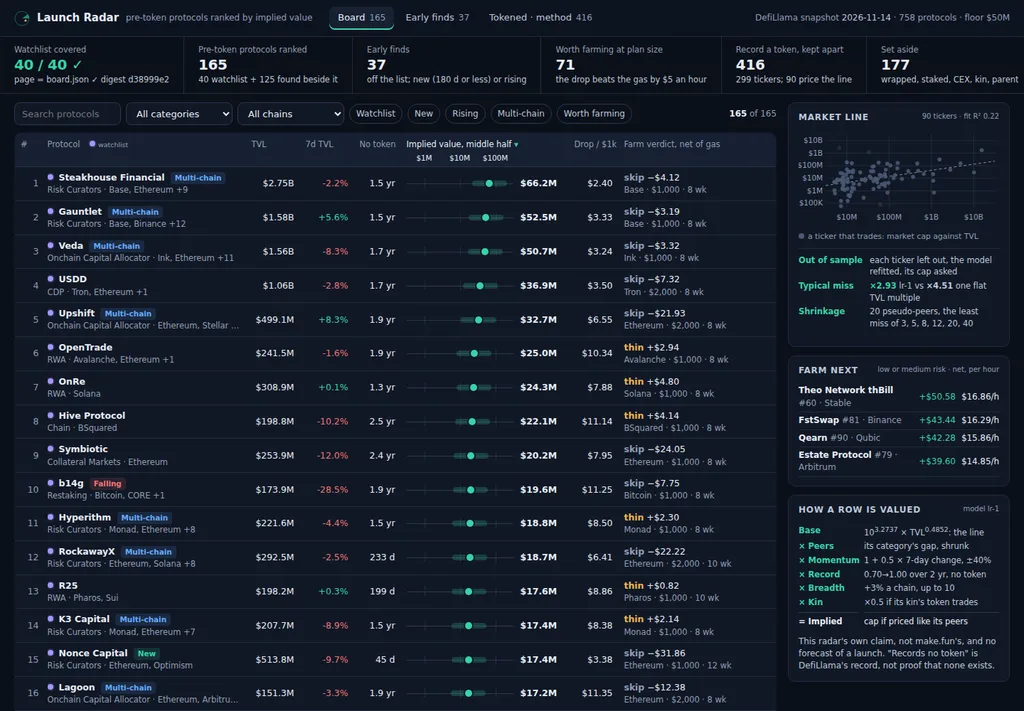 Launch Radar pre-token protocols ranked by implied value Board 165 Early finds 37 Tokened · method 416 DefiLlama snapshot 2026-11-14 · 758 protocols · floor $50M
Watchlist covered
40 / 40 ✓
page = board.json ✓ digest d38999e2
Pre-token protocols ranked
165
40 watchlist + 125 found beside it
Early finds
37
off the list; new (180 d or less) or rising
Worth farming at plan size
71
the drop beats the gas by $5 an hour
Record a token, kept apart
416
299 tickers; 90 price the line
Set aside
177
wrapped, staked, CEX, kin, parent
Search protocols All categories All chains Watchlist New Rising Multi-chain Worth farming 165 of 165
# Protocol watchlist TVL 7d TVL No token Implied value, middle half ▾ Drop / $1k Farm verdict, net of gas
$1M $10M $100M
1 Steakhouse Financial Multi-chain $2.75B -2.2% 1.5 yr $66.2M $2.40 skip −$4.12
Risk Curators · Base, Ethereum +9 Base · $1,000 · 8 wk
2 Gauntlet Multi-chain $1.58B +5.6% 1.5 yr $52.5M $3.33 skip −$3.19
Risk Curators · Base, Binance +12 Base · $1,000 · 8 wk
3 Veda Multi-chain $1.56B -8.3% 1.7 yr $50.7M $3.24 skip −$3.32
Onchain Capital Allocator · Ink, Ethereum +11 Ink · $1,000 · 8 wk
4 USDD $1.06B -2.8% 1.7 yr $36.9M $3.50 skip −$7.32
CDP · Tron, Ethereum +1 Tron · $2,000 · 8 wk
5 Upshift Multi-chain $499.1M +8.3% 1.9 yr $32.7M $6.55 skip −$21.93
Onchain Capital Allocator · Ethereum, Stellar ... Ethereum · $2,000 · 8 wk
6 OpenTrade $241.5M -1.6% 1.9 yr $25.0M $10.34 thin +$2.94
RWA · Avalanche, Ethereum +1 Avalanche · $1,000 · 8 wk
7 OnRe $308.9M +0.1% 1.3 yr $24.3M $7.88 thin +$4.80
RWA · Solana Solana · $1,000 · 8 wk
8 Hive Protocol $198.8M -10.2% 2.5 yr $22.1M $11.14 thin +$4.14
Chain · BSquared BSquared · $1,000 · 8 wk
9 Symbiotic $253.9M -12.0% 2.4 yr $20.2M $7.95 skip −$24.05
Collateral Markets · Ethereum Ethereum · $1,000 · 8 wk
10 b14g Falling $173.9M -28.5% 1.9 yr $19.6M $11.25 skip −$7.75
Restaking · Bitcoin, CORE +1 Bitcoin · $1,000 · 8 wk
11 Hyperithm Multi-chain $221.6M -4.4% 1.5 yr $18.8M $8.50 thin +$2.30
Risk Curators · Monad, Ethereum +8 Monad · $1,000 · 8 wk
12 RockawayX Multi-chain $292.5M -2.5% 233 d $18.7M $6.41 skip −$22.22
Risk Curators · Ethereum, Solana +8 Ethereum · $2,000 · 10 wk
13 R25 $198.2M +0.3% 199 d $17.6M $8.86 thin +$0.82
RWA · Pharos, Sui Pharos · $1,000 · 10 wk
14 K3 Capital Multi-chain $207.7M -8.9% 1.5 yr $17.4M $8.38 thin +$2.14
Risk Curators · Monad, Ethereum +7 Monad · $1,000 · 8 wk
15 Nonce Capital New $513.8M -9.7% 45 d $17.4M $3.38 skip −$31.86
Risk Curators · Ethereum, Optimism Ethereum · $1,000 · 12 wk
16 Lagoon Multi-chain $151.3M -3.3% 1.9 yr $17.2M $11.35 skip −$12.38
Onchain Capital Allocator · Ethereum, Arbitru... Ethereum · $2,000 · 8 wk
MARKET LINE 90 tickers · fit R² 0.22
$10B
$1B
$100M
$10M
$1M
$100K
$10M $100M $1B $10B
a ticker that trades: market cap against TVL
Out of sample each ticker left out, the model
refitted, its cap asked
Typical miss ×2.93 lr-1 vs ×4.51 one flat
TVL multiple
Shrinkage 20 pseudo-peers, the least
miss of 3, 5, 8, 12, 20, 40
FARM NEXT low or medium risk · net, per hour
Theo Network thBill
#60 · Stable +$50.58 $16.86/h
FstSwap #81 · Binance +$43.44 $16.29/h
Qearn #90 · Qubic +$42.28 $15.86/h
Estate Protocol #79 ·
Arbitrum +$39.60 $14.85/h
HOW A ROW IS VALUED model lr-1
Base 10^3.2737 × TVL^0.4852: the line
× Peers its category's gap, shrunk
× Momentum 1 + 0.5 × 7-day change, ±40%
× Record 0.70→1.00 over 2 yr, no token
× Breadth +3% a chain, up to 10
× Kin ×0.5 if its kin's token trades
= Implied cap if priced like its peers
This radar's own claim, not make.fun's, and no
forecast of a launch. "Records no token" is
DefiLlama's record, not proof that none exists.